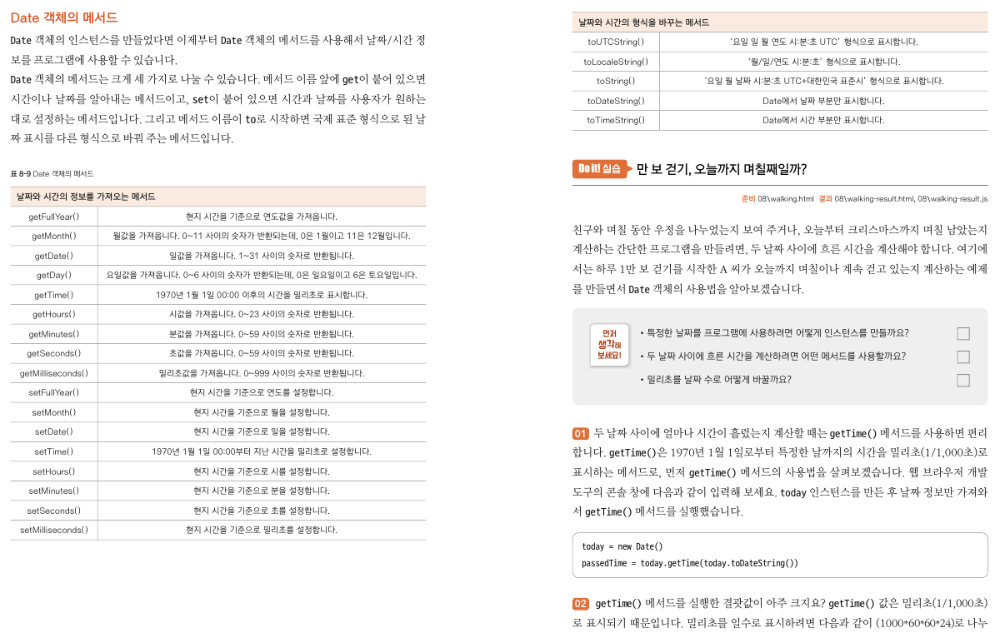 Date 객체의 메서드
Date 객체의 인스턴스를 만들었다면 이제부터 Date 객체의 메서드를 사용해서 날짜/시간 정
보를 프로그램에 사용할 수 있습니다.
Date 객체의 메서드는 크게 세 가지로 나눌 수 있습니다. 메서드 이름 앞에 get이 붙어 있으면
시간이나 날짜를 알아내는 메서드이고, set이 붙어 있으면 시간과 날짜를 사용자가 원하는
대로 설정하는 메서드입니다. 그리고 메서드 이름이 to로 시작하면 국제 표준 형식으로 된 날
짜 표시를 다른 형식으로 바꿔 주는 메서드입니다.
표 8-9 Date 객체의 메서드
날짜와 시간의 정보를 가져오는 메서드
getFullYear() 현지 시간을 기준으로 연도값을 가져옵니다.
getMonth() 월값을 가져옵니다. 0~11 사이의 숫자가 반환되는데, 0은 1월이고 11은 12월입니다.
getDate() 일값을 가져옵니다. 1~31 사이의 숫자로 반환됩니다.
getDay() 요일값을 가져옵니다. 0~6 사이의 숫자가 반환되는데, 0은 일요일이고 6은 토요일입니다.
getTime() 1970년 1월 1일 00:00 이후의 시간을 밀리초로 표시합니다.
getHours() 시값을 가져옵니다. 0~23 사이의 숫자로 반환됩니다.
getMinutes() 분값을 가져옵니다. 0~59 사이의 숫자로 반환됩니다.
getSeconds() 초값을 가져옵니다. 0~59 사이의 숫자로 반환됩니다.
getMilliseconds() 밀리초값을 가져옵니다. 0~999 사이의 숫자로 반환됩니다.
setFullYear() 현지 시간을 기준으로 연도를 설정합니다.
setMonth() 현지 시간을 기준으로 월을 설정합니다.
setDate() 현지 시간을 기준으로 일을 설정합니다.
setTime() 1970년 1월 1일 00:00부터 지난 시간을 밀리초로 설정합니다.
setHours() 현지 시간을 기준으로 시를 설정합니다.
setMinutes() 현지 시간을 기준으로 분을 설정합니다.
setSeconds() 현지 시간을 기준으로 초를 설정합니다.
setMilliseconds() 현지 시간을 기준으로 밀리초를 설정합니다.
날짜와 시간의 형식을 바꾸는 메서드
toUTCString() '요일 일 월 연도 시:분:초 UTC' 형식으로 표시합니다.
toLocaleString() '월/일/연도 시:분:초' 형식으로 표시합니다.
toString() '요일 월 날짜 시:분:초 UTC+대한민국 표준시' 형식으로 표시합니다.
toDateString() Date에서 날짜 부분만 표시합니다.
toTimeString() Date에서 시간 부분만 표시합니다.
Do it! 실습 만 보 걷기, 오늘까지 며칠째일까?
준비 08\walking.html 결과 08\walking-result.html, 08\walking-result.js
친구와 며칠 동안 우정을 나누었는지 보여 주거나, 오늘부터 크리스마스까지 며칠 남았는지
계산하는 간단한 프로그램을 만들려면, 두 날짜 사이에 흐른 시간을 계산해야 합니다. 여기에
서는 하루 1만 보 걷기를 시작한 A 씨가 오늘까지 며칠이나 계속 걷고 있는지 계산하는 예제
를 만들면서 Date 객체의 사용법을 알아보겠습니다.
먼저
생각해
보세요!
• 특정한 날짜를 프로그램에 사용하려면 어떻게 인스턴스를 만들까요?
• 두 날짜 사이에 흐른 시간을 계산하려면 어떤 메서드를 사용할까요?
• 밀리초를 날짜 수로 어떻게 바꿀까요?
01 두 날짜 사이에 얼마나 시간이 흘렀는지 계산할 때는 getTime() 메서드를 사용하면 편리
합니다. getTime()은 1970년 1월 1일로부터 특정한 날까지의 시간을 밀리초(1/1,000초)로
표시하는 메서드로, 먼저 getTime() 메서드의 사용법을 살펴보겠습니다. 웹 브라우저 개발
도구의 콘솔 창에 다음과 같이 입력해 보세요. today 인스턴스를 만든 후 날짜 정보만 가져와
서 getTime() 메서드를 실행했습니다.
today = new Date()
passedTime = today.getTime(today.toDateString())
02 getTime() 메서드를 실행한 결괏값이 아주 크지요? getTime() 값은 밀리초(1/1,000초)
로 표시되기 때문입니다. 밀리초를 일수로 표시하려면 다음과 같이 (1000*60*60*24)로 나누